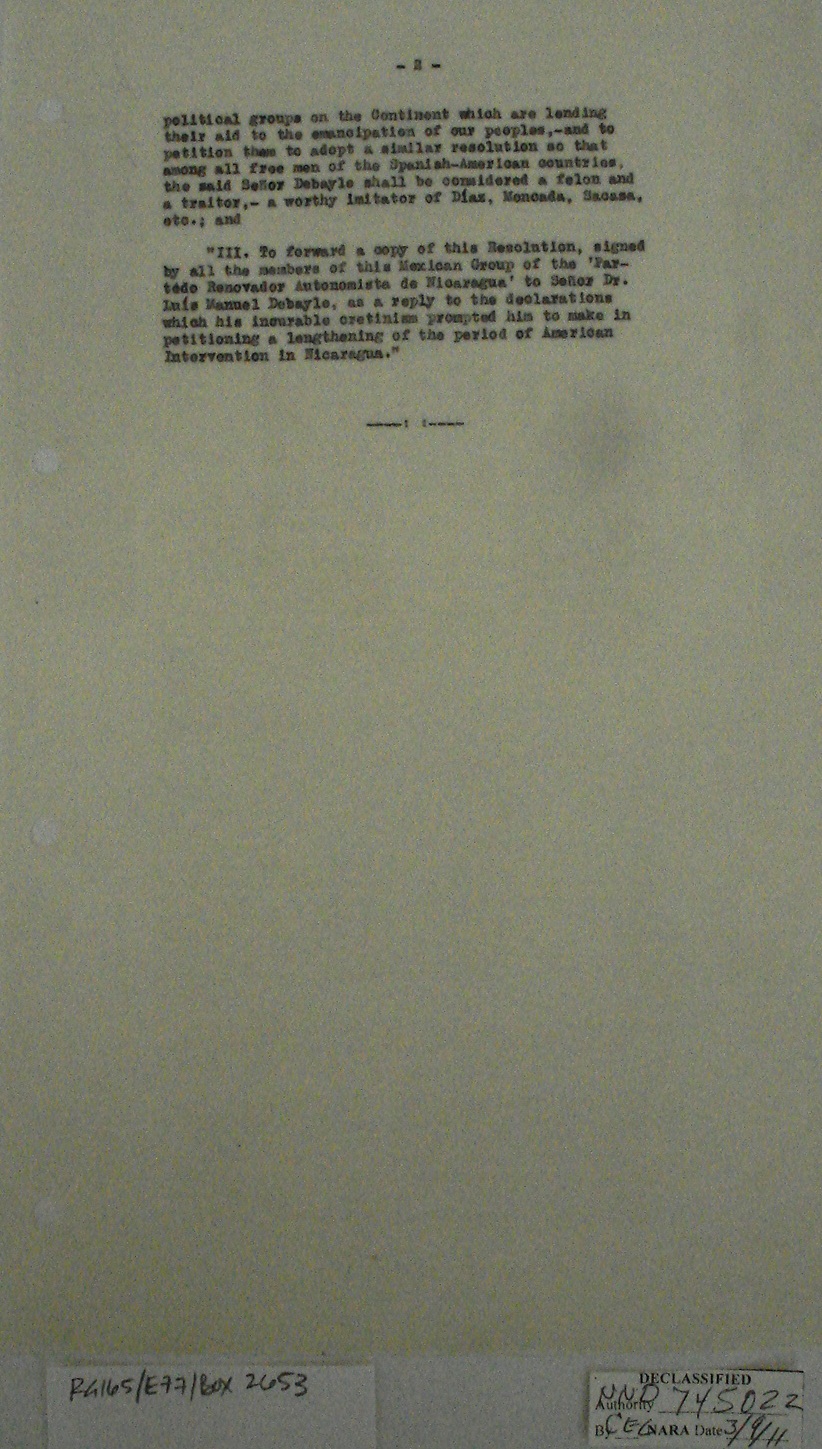 - 2 -
political groups on the Continent which are lending
their aid to the emancipation of our peoples,-and to
petition them to adopt a similar resolution so that
among all free men of the Spanish-American countries,
the said Señor Debayle shall be considered a felon and
a traitor,- a worthy imitator of Díaz, Moncada, Sacasa,
etc.; and
"III. To forward a copy of this Resolution, signed
by all the members of this Mexican Group of the 'Par-
tédo Renovador Autonomista de Nicaragua' to Señor Dr.
Luís Manuel Debayle, as a reply to the declarations
which his incurable cretinism prompted him to make in
petitioning a lengthening of the period of American
Intervention in Nicaragua."
----: :----
RG165/E77/BOX 2653
DECLASSIFIED
Authority NND 745022
By CEC NARA Date 3/9/11